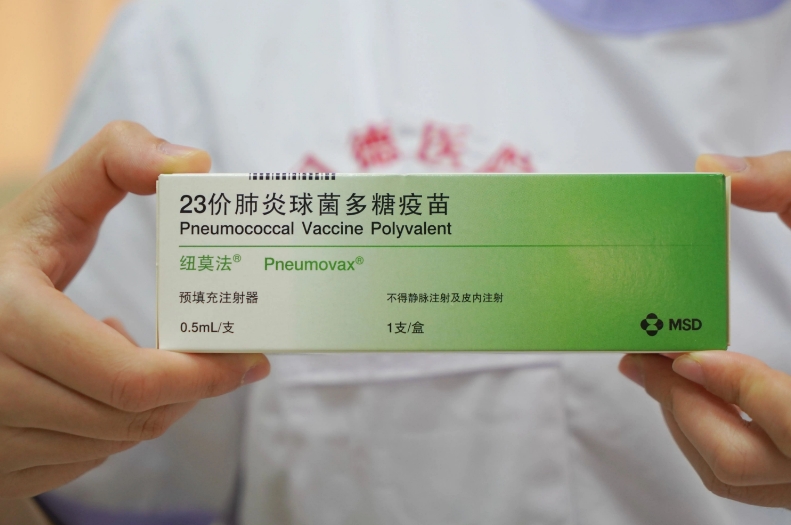 德医
23价肺炎球菌多糖疫苗
Pneumococcal Vaccine Polyvalent
纽莫法® Pneumovax®
预填充注射器 不得静脉注射及皮内注射
0.5mL/支 1支/盒
MSD